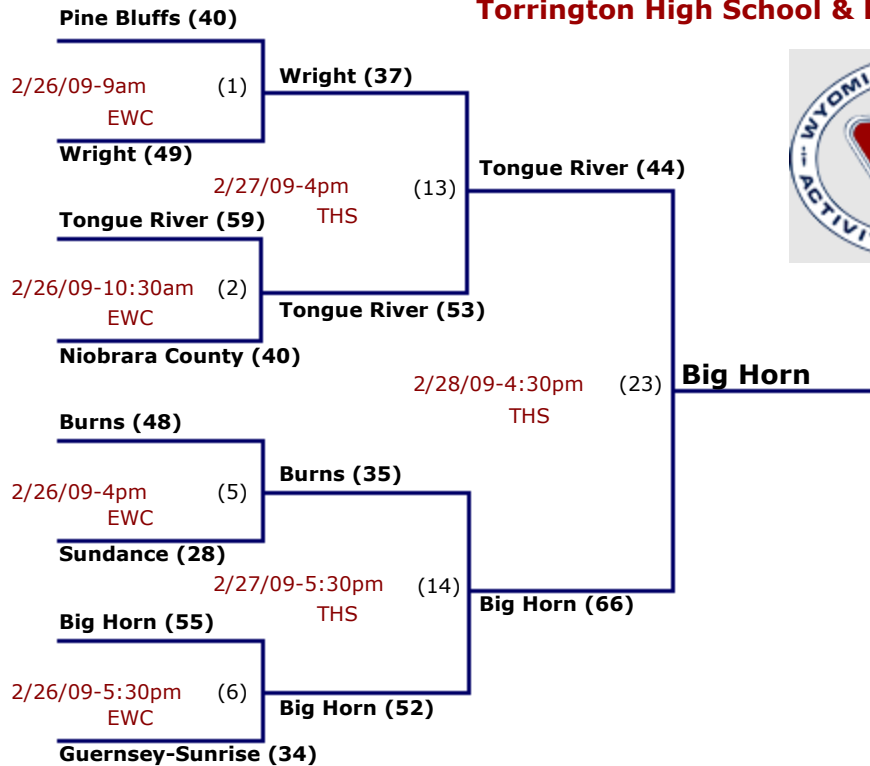 Torrington High School &
Pine Bluffs (40)
2/26/09-9am (1)
EWC
Wright (49)
Wright (37)
2/27/09-4pm (13)
THS
Tongue River (59)
2/26/09-10:30am (2)
EWC
Niobrara County (40)
Tongue River (53)
Tongue River (44)
2/28/09-4:30pm (23)
THS
Big Horn
Burns (48)
2/26/09-4pm (5)
EWC
Sundance (28)
Burns (35)
2/27/09-5:30pm (14)
THS
Big Horn (66)
Big Horn (55)
2/26/09-5:30pm (6)
EWC
Guernsey-Sunrise (34)
Big Horn (52)